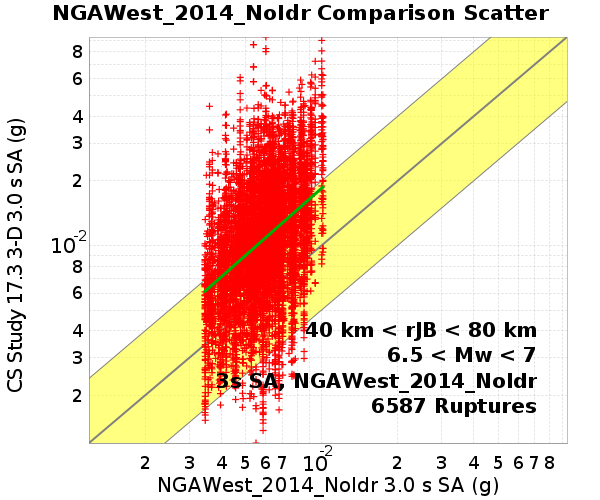 NGAWest_2014_NoIdr Comparison Scatter
8
6
4
3
2
10-2
8
6
4
3
2
CS Study 17.3 3-D 3.0 s SA (g)
40 km < rJB < 80 km
6.5 < Mw < 7
3s SA, NGAWest_2014_NoIdr
6587 Ruptures
2 3 4 5 6 7 10-2 2 3 4 5 6 7 8
NGAWest_2014_NoIdr 3.0 s SA (g)